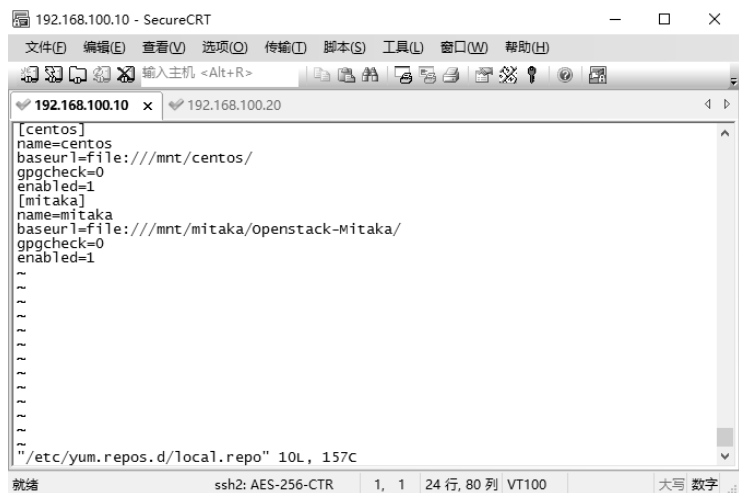 192.168.100.10 - SecureCRT
文件(F) 编辑(E) 查看(V) 选项(O) 传输(T) 脚本(S) 工具(L) 窗口(W) 帮助(H)
输入主机 <Alt+R>
192.168.100.10 x 192.168.100.20
[centos]
name=centos
baseurl=file:///mnt/centos/
gpgcheck=0
enabled=1
[mitaka]
name=mitaka
baseurl=file:///mnt/mitaka/Openstack-Mitaka/
gpgcheck=0
enabled=1
~
~
~
~
~
~
~
~
~
~
~
~
~
"/etc/yum.repos.d/local.repo" 10L, 157C
就绪 ssh2: AES-256-CTR 1, 1 24 行, 80 列 VT100 大写 数字